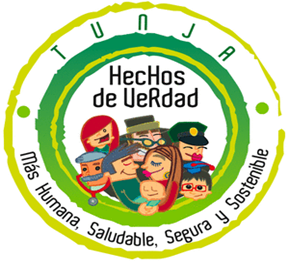 TUNJA
HecHos
de VeRdad
Más Humana, Saludable, Segura y Sostenible